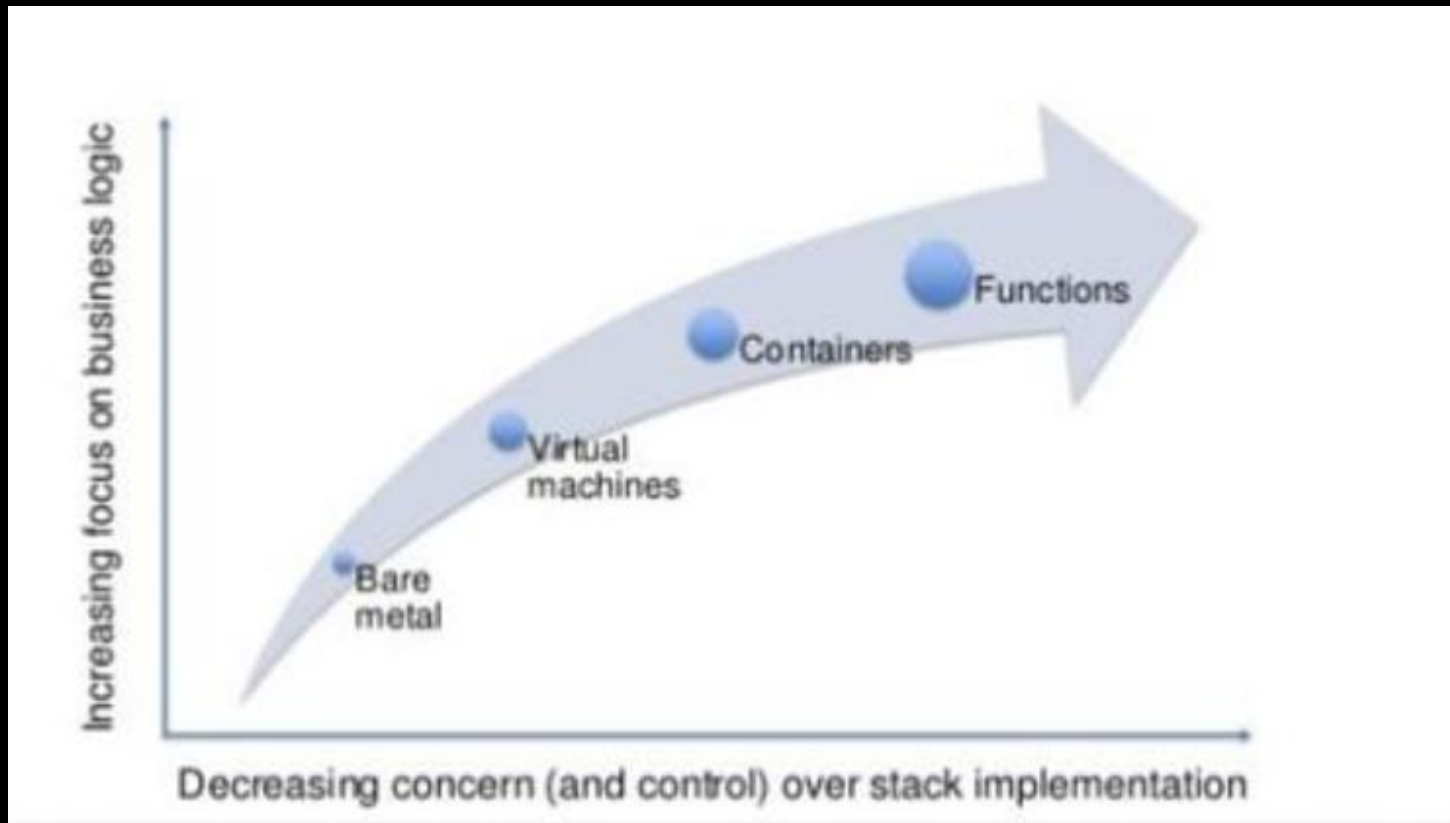 Increasing focus on business logic
Functions
Containers
Virtual
machines
Bare
metal
Decreasing concern (and control) over stack implementation